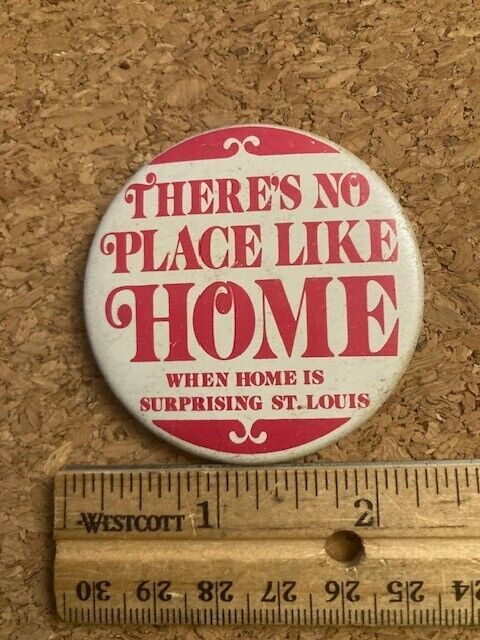 THERE'S NO
PLACE LIKE
HOME
WHEN HOME IS
SURPRISING ST. LOUIS
WESTCOTT 1 2
30 29 28 27 26 25 24